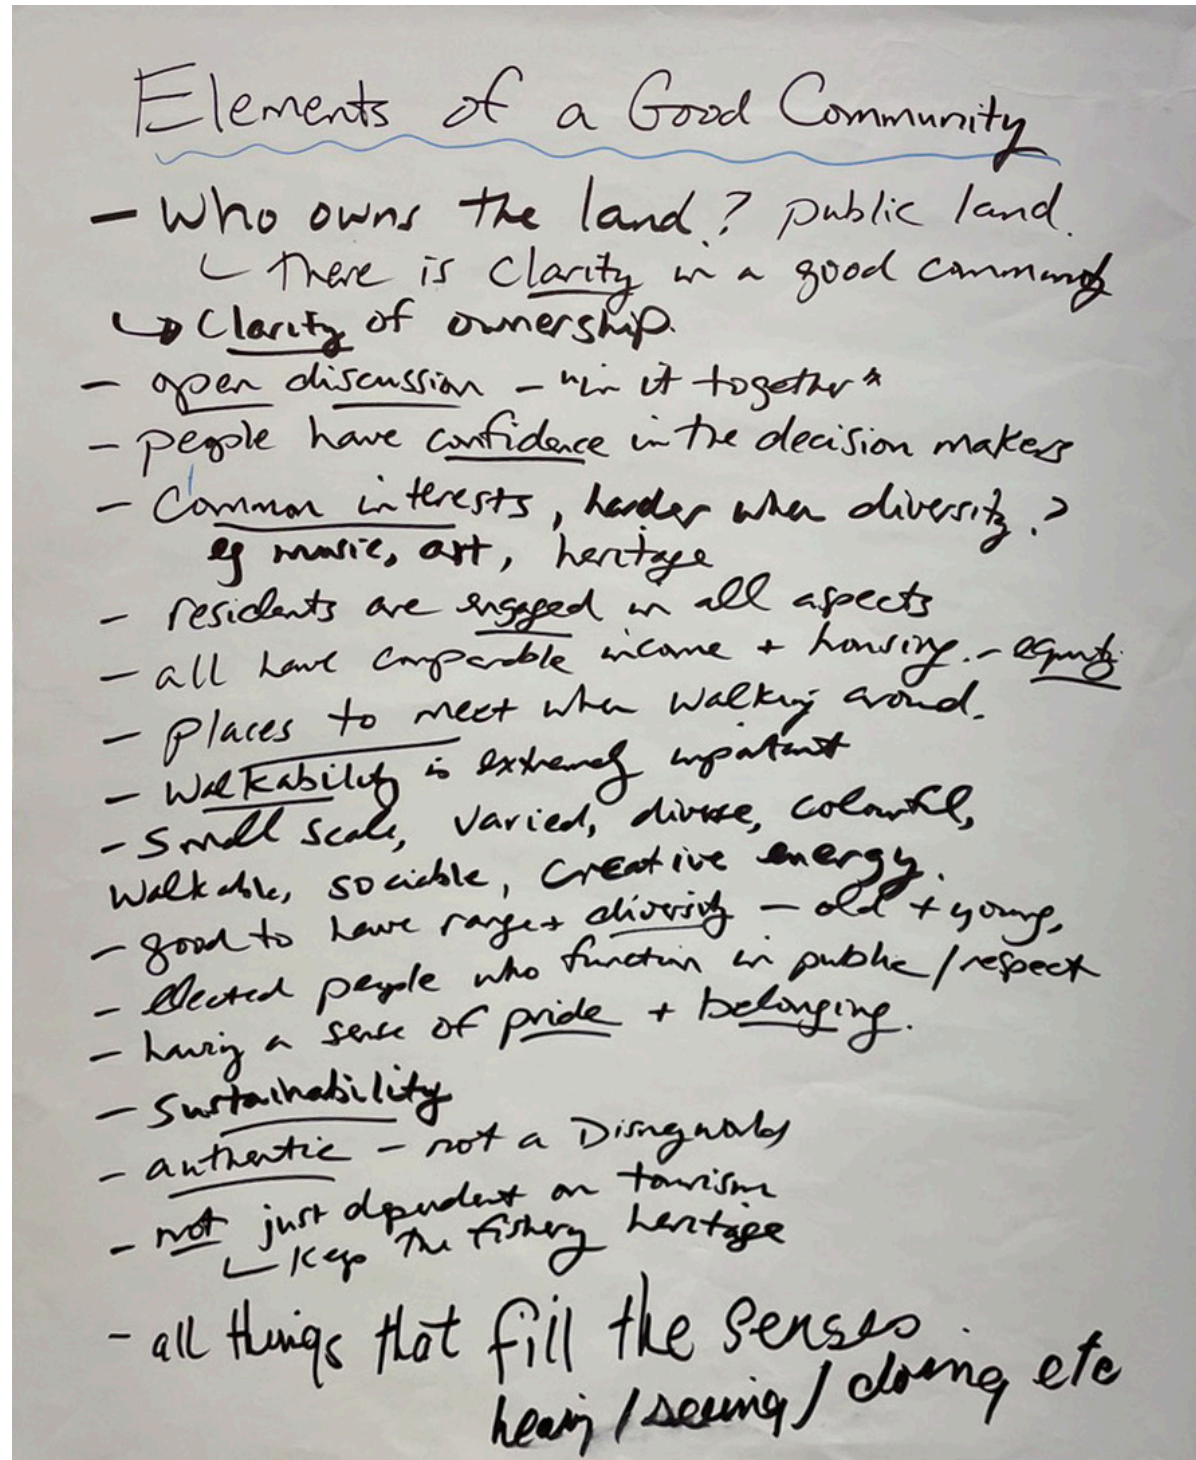 Elements of a Good Community
- Who owns the land? public land.
There is clarity in a good community
↳ Clarity of ownership.
- open discussion - "in it together"
- people have confidence in the decision makers
- Common interests, harder when diversity?
eg music, art, heritage
- residents are engaged in all aspects
- all have comparable income + housing. - equity
- places to meet when walking around.
- walkability is extremely important
- Small scale, varied, diverse, colourful,
walkable, sociable, creative energy.
- good to have range + diversity - old + young,
- elected people who function in public / respect
- having a sense of pride + belonging.
- Sustainability
- authentic - not a Disneyworld
- not just dependent on tourism
Keep the fishery heritage
- all things that fill the senses.
hearing / seeing / doing etc